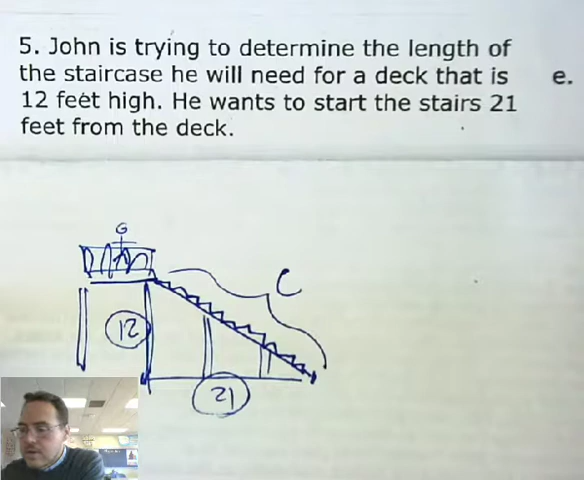 5. John is trying to determine the length of
the staircase he will need for a deck that is
12 feet high. He wants to start the stairs 21
feet from the deck.
e.
C
12
21